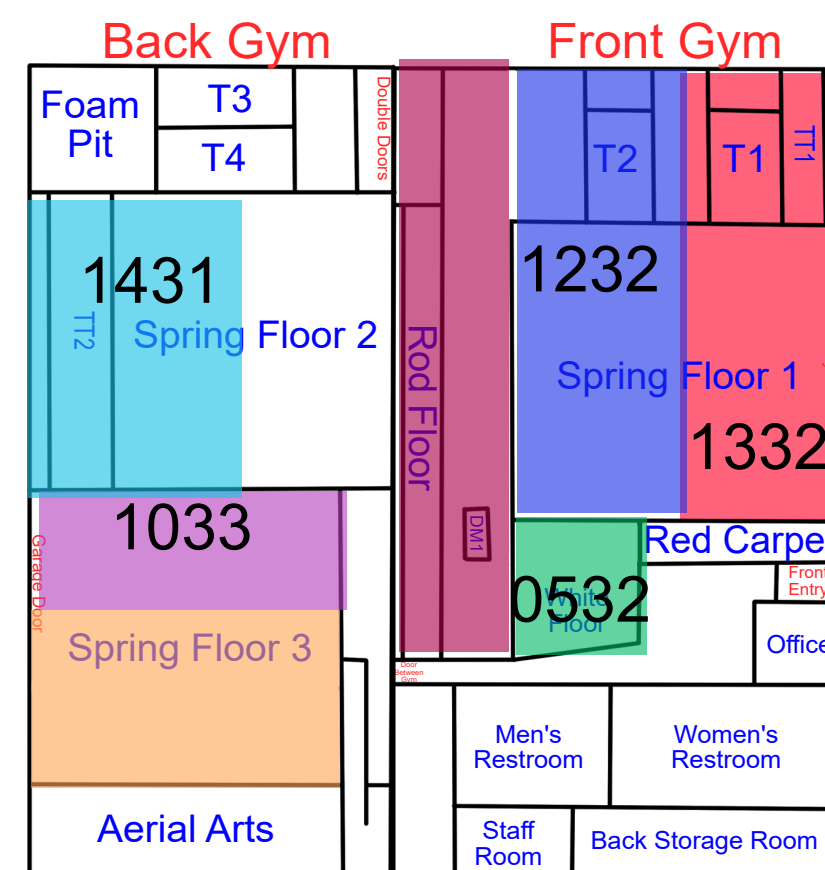 Back Gym
Front Gym
Foam
Pit
T3
T4
Double Doors
T2
T1
TT1
1431
TT2
Spring Floor 2
Rod Floor
1232
Spring Floor 1
1332
1033
DM1
Red Carpe
Garage Door
0532
White
Floor
Front
Entry
Spring Floor 3
Office
Door
Between
Gym
Men's
Restroom
Women's
Restroom
Aerial Arts
Staff
Room
Back Storage Room